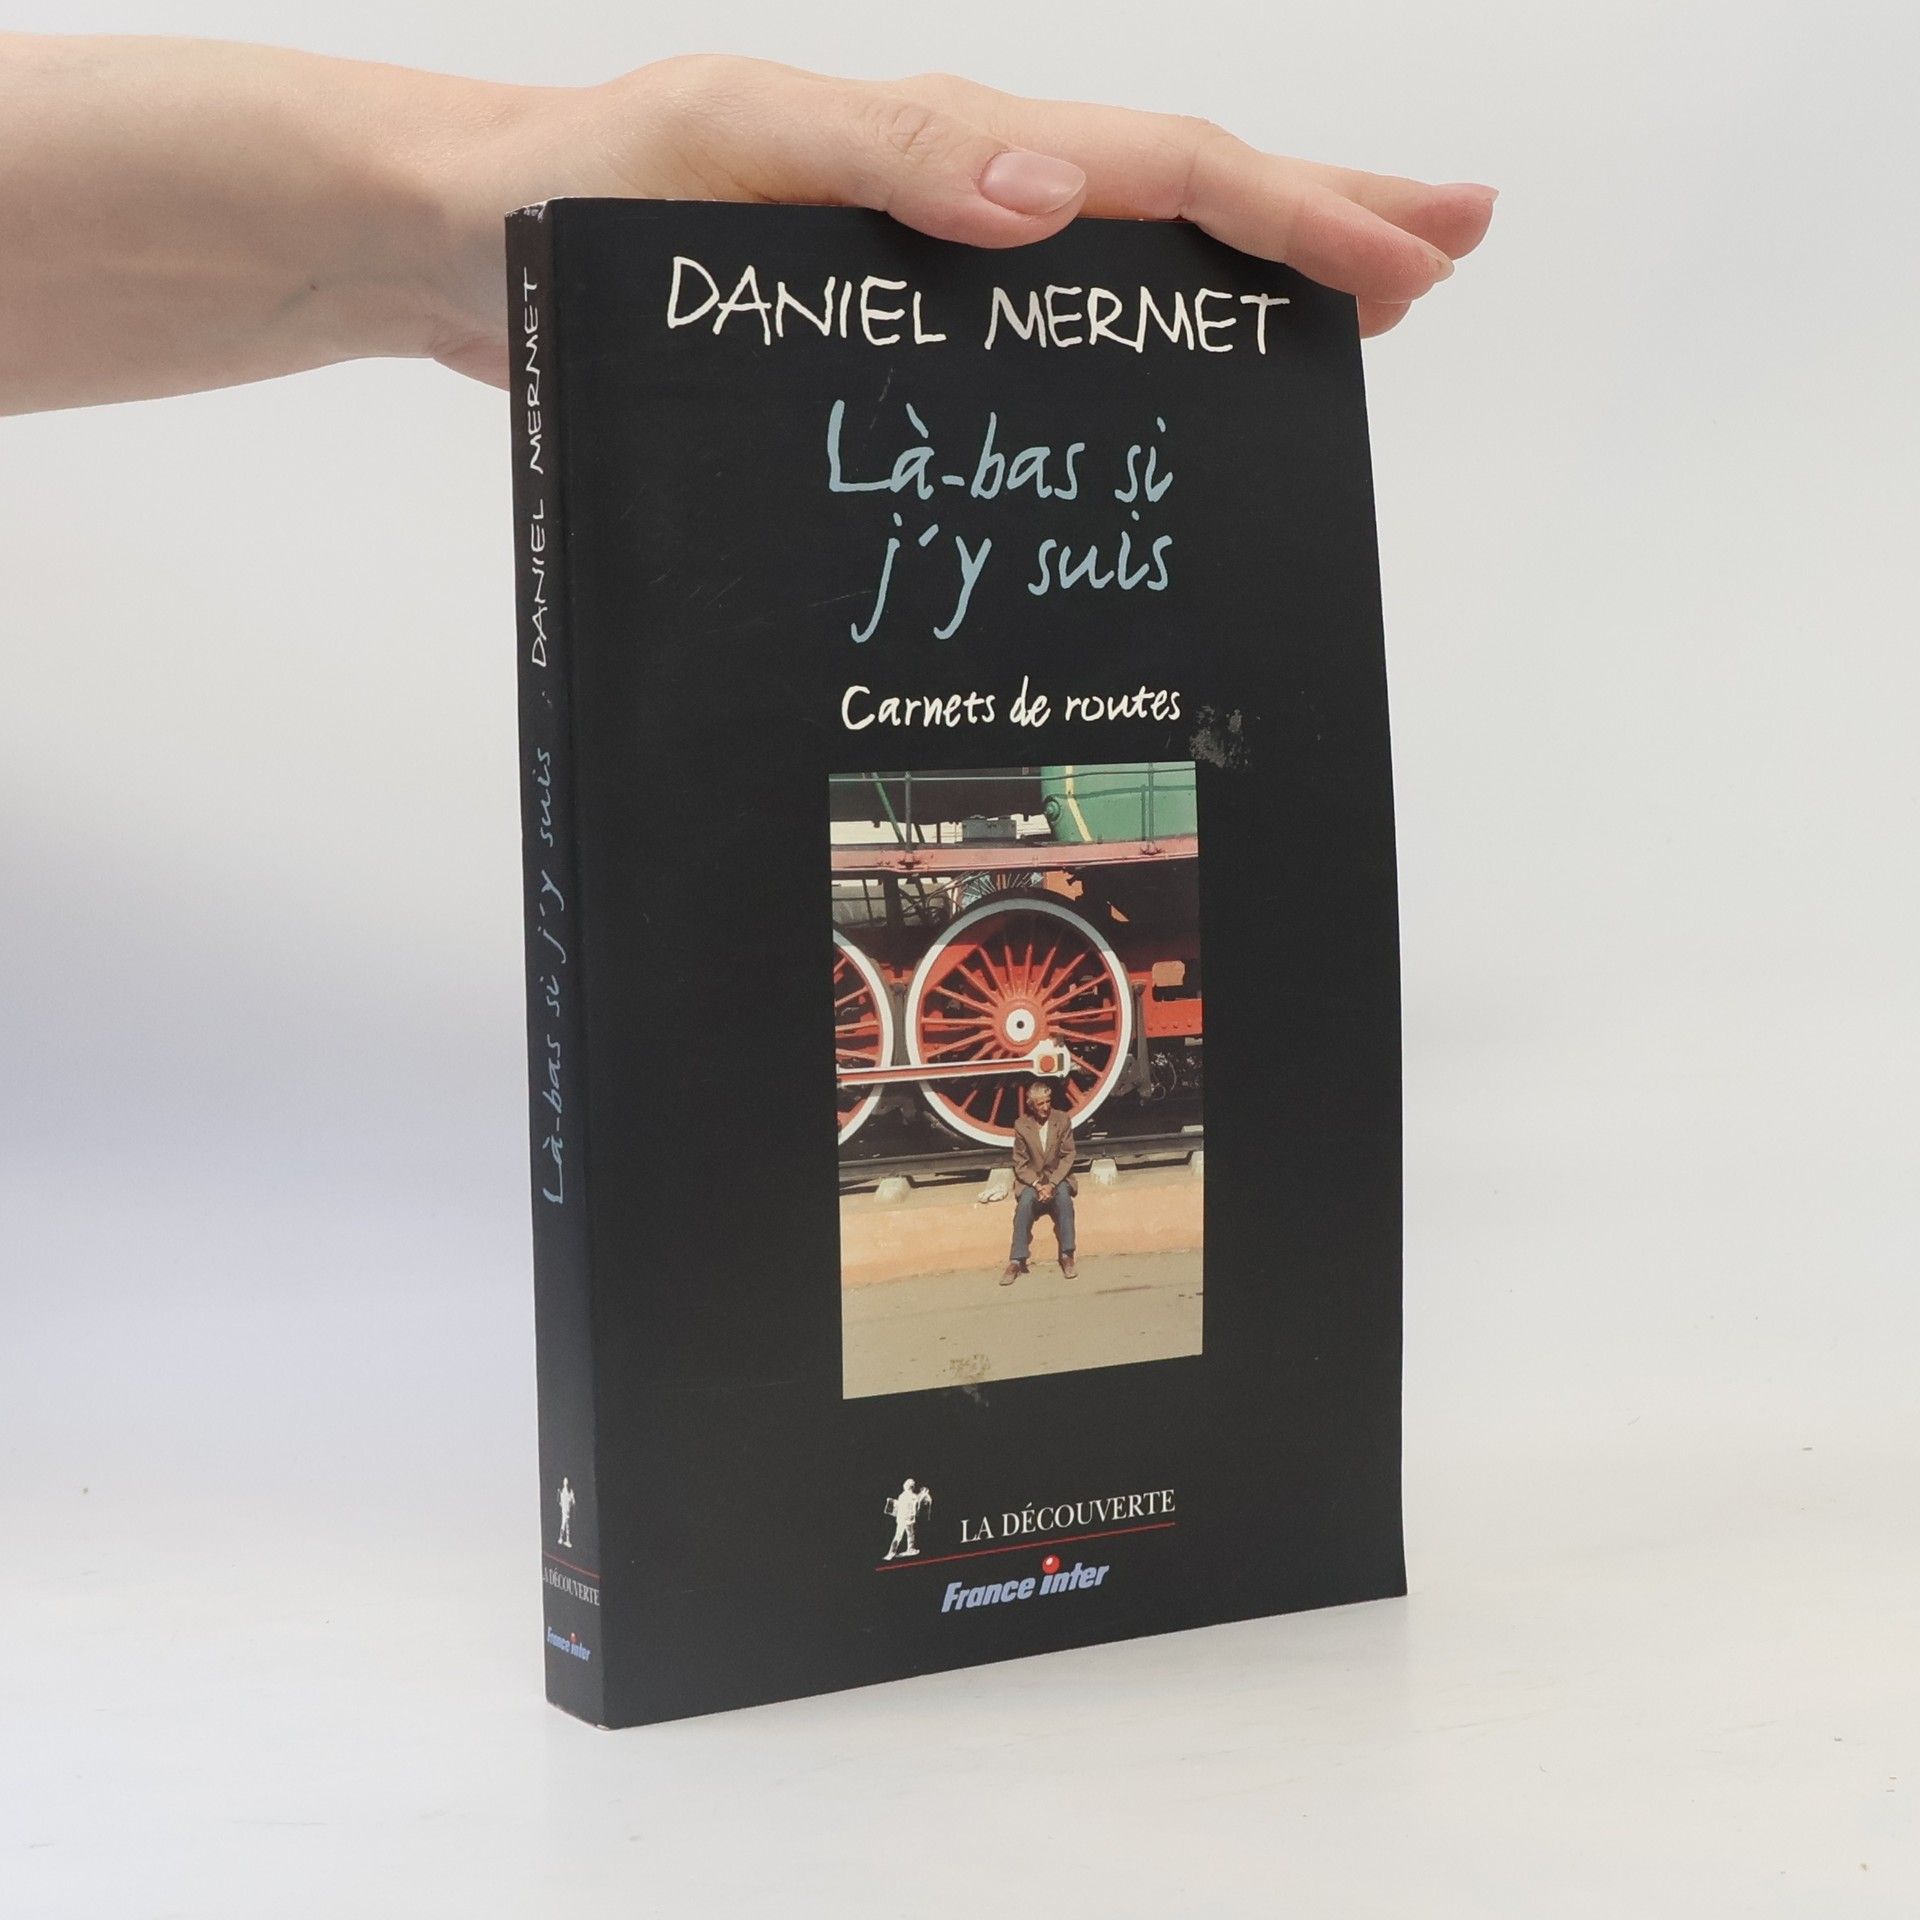 DANIEL MERMET
Là-bas si
j'y suis
Carnets de routes
LA DÉCOUVERTE
France inter
Là-bas si j'y suis . DANIEL MERMET
LA DÉCOUVERTE
France inter